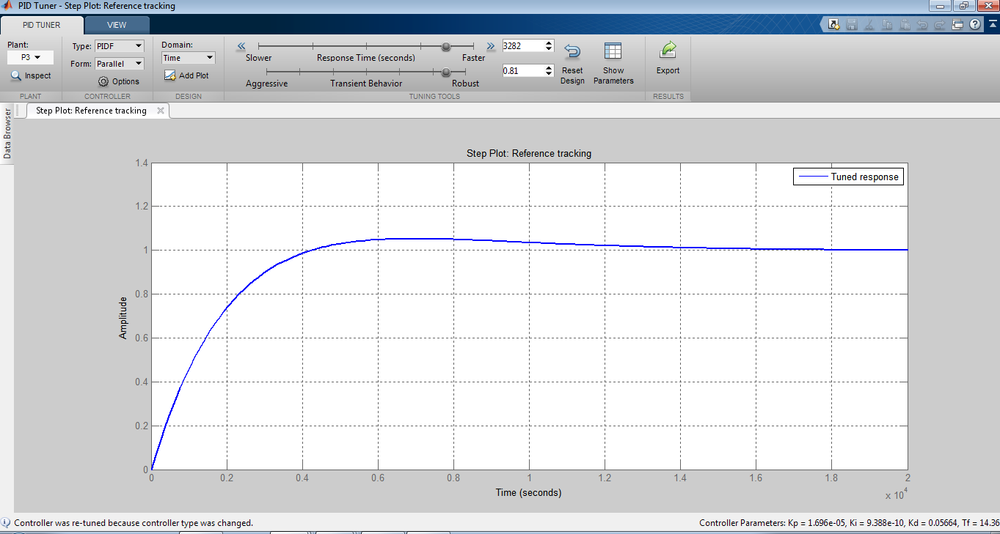 PID Tuner - Step Plot: Reference tracking
PID TUNER
VIEW
Plant:
P3
Inspect
PLANT
Type: PIDF
Form: Parallel
Options
CONTROLLER
Domain:
Time
Add Plot
DESIGN
Slower Response Time (seconds) Faster
3282
Aggressive Transient Behavior Robust
0.81
Reset
Design
Show
Parameters
TUNING TOOLS
Export
RESULTS
Data Browser
Step Plot: Reference tracking
Step Plot: Reference tracking
Tuned response
Amplitude
1.4
1.2
1
0.8
0.6
0.4
0.2
0
0 0.2 0.4 0.6 0.8 1 1.2 1.4 1.6 1.8 2
x 10^4
Time (seconds)
Controller was re-tuned because controller type was changed.
Controller Parameters: Kp = 1.696e-05, Ki = 9.388e-10, Kd = 0.05664, Tf = 14.36